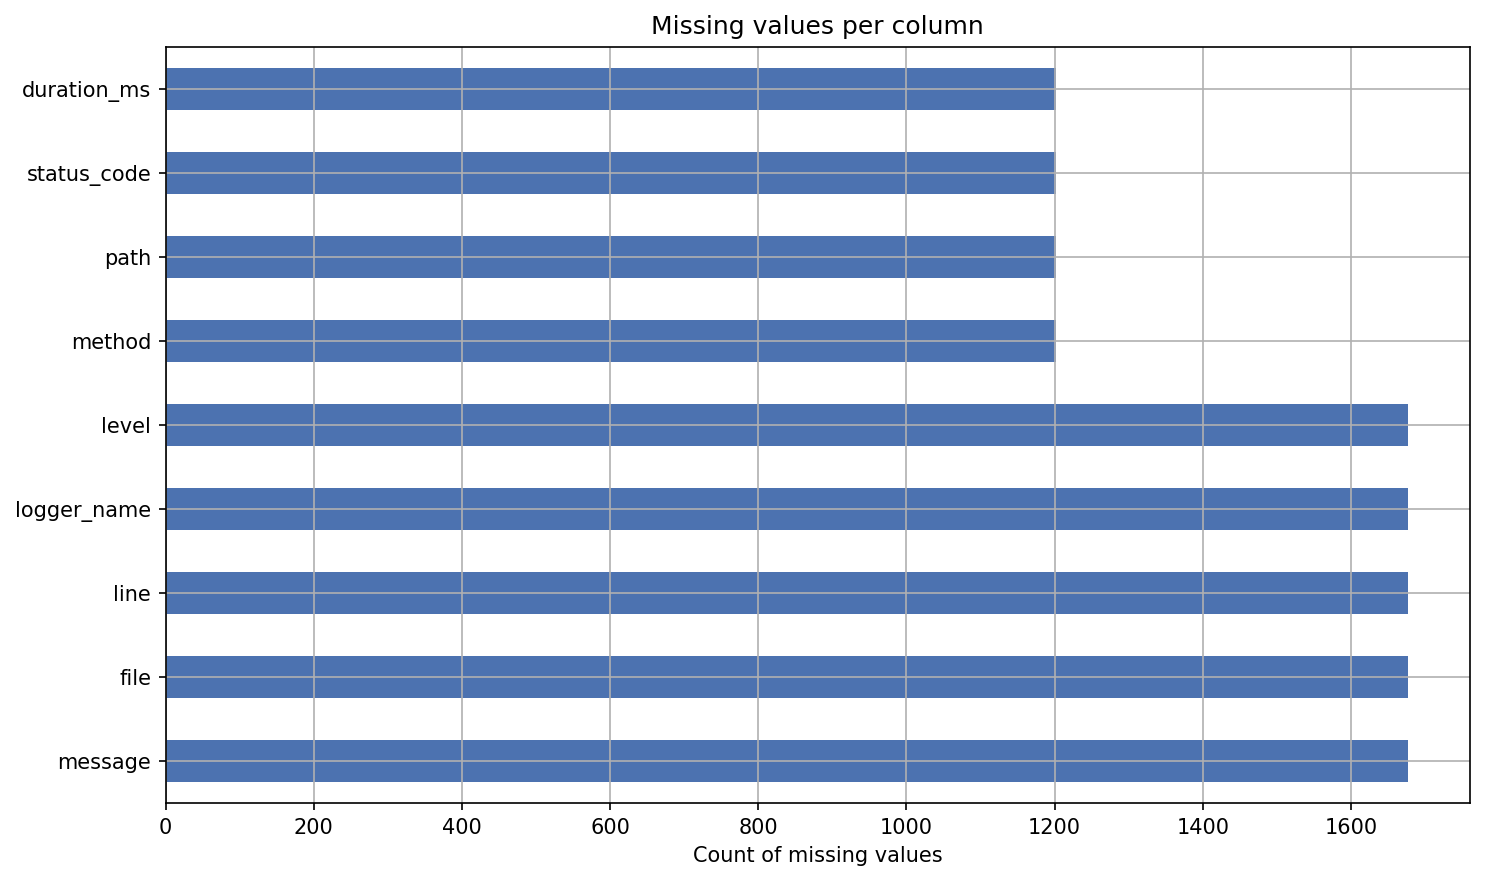 Missing values per column
duration_ms
status_code
path
method
level
logger_name
line
file
message
0 200 400 600 800 1000 1200 1400 1600
Count of missing values